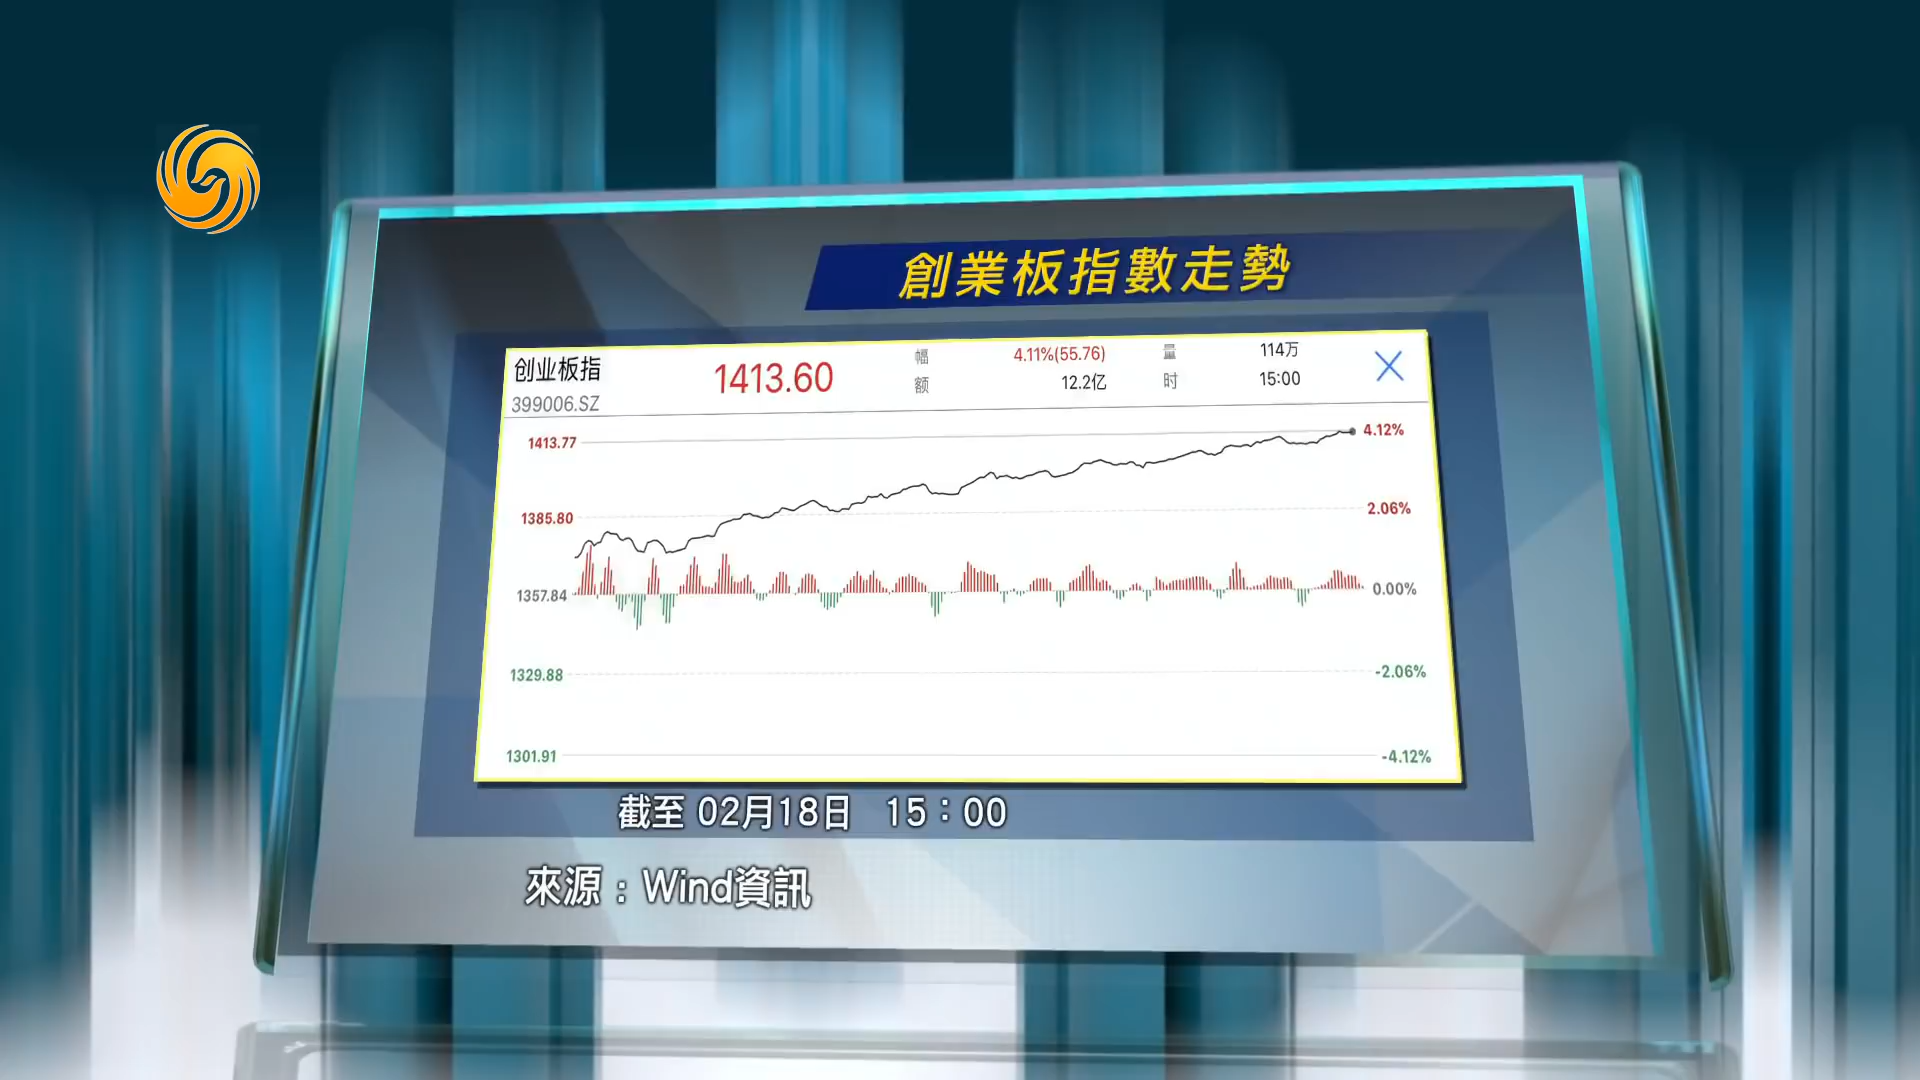 創業板指數走勢
创业板指
399006.SZ
1413.60
幅 4.11%(55.76)
额 12.2亿
量 114万
时 15:00
1413.77 4.12%
1385.80 2.06%
1357.84 0.00%
1329.88 -2.06%
1301.91 -4.12%
截至 02月18日 15：00
來源：Wind資訊